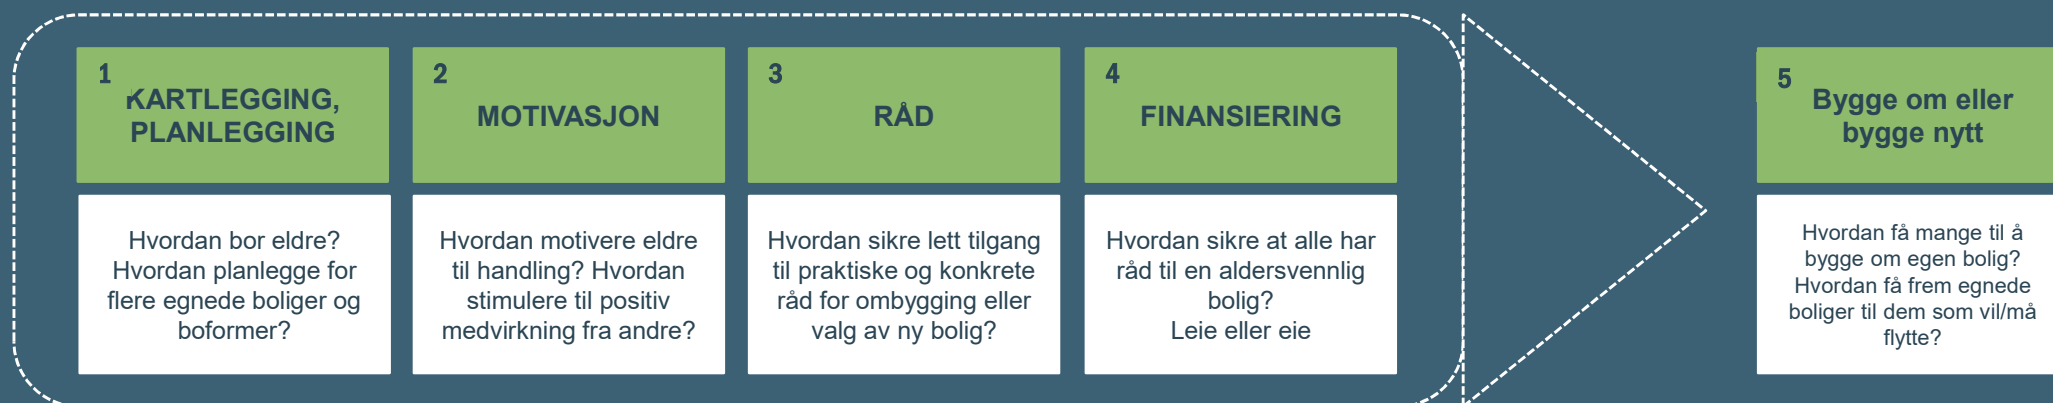 1
KARTLEGGING,
PLANLEGGING
Hvordan bor eldre?
Hvordan planlegge for
flere egnede boliger og
boformer?
2
MOTIVASJON
Hvordan motivere eldre
til handling? Hvordan
stimulere til positiv
medvirkning fra andre?
3
RÅD
Hvordan sikre lett tilgang
til praktiske og konkrete
råd for ombygging eller
valg av ny bolig?
4
FINANSIERING
Hvordan sikre at alle har
råd til en aldersvennlig
bolig?
Leie eller eie
5
Bygge om eller
bygge nytt
Hvordan få mange til å
bygge om egen bolig?
Hvordan få frem egnede
boliger til dem som vil/må
flytte?